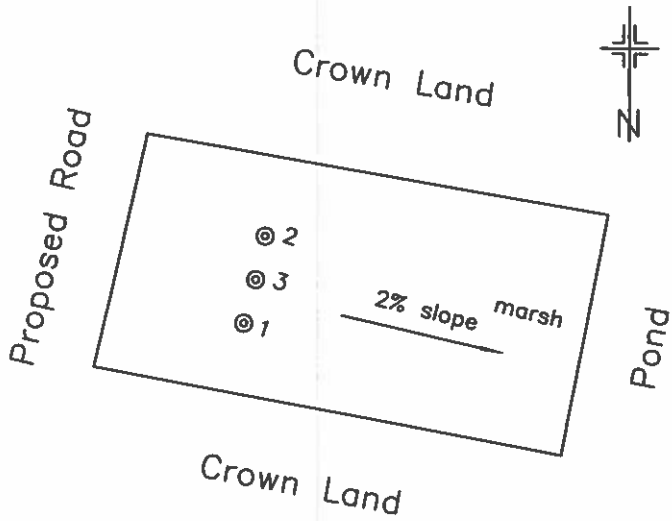 Crown Land
N
Proposed Road
2
3
1
2% slope
marsh
Pond
Crown Land